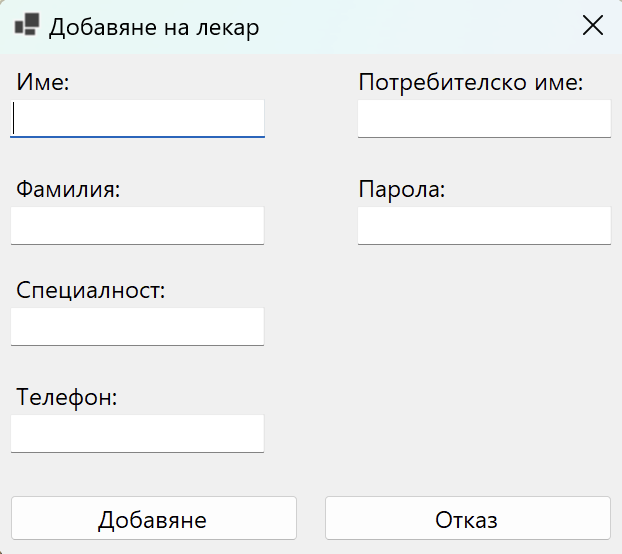 Добавяне на лекар
Име:
Потребителско име:
Фамилия:
Парола:
Специалност:
Телефон:
Добавяне
Отказ